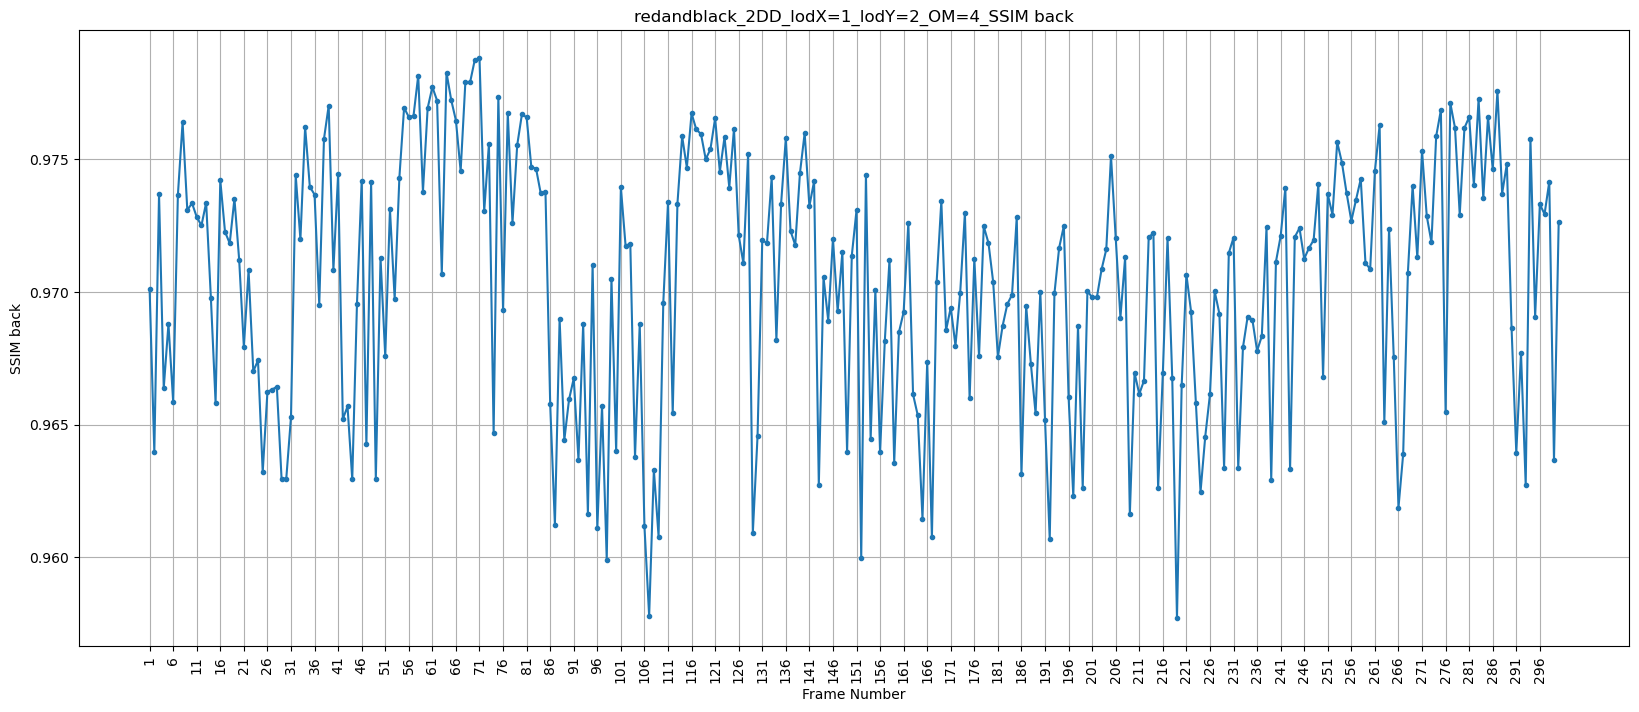 redandblack_2DD_lodX=1_lodY=2_OM=4_SSIM back
SSIM back
0.975
0.970
0.965
0.960
1 6 11 16 21 26 31 36 41 46 51 56 61 66 71 76 81 86 91 96 101 106 111 116 121 126 131 136 141 146 151 156 161 166 171 176 181 186 191 196 201 206 211 216 221 226 231 236 241 246 251 256 261 266 271 276 281 286 291 296
Frame Number